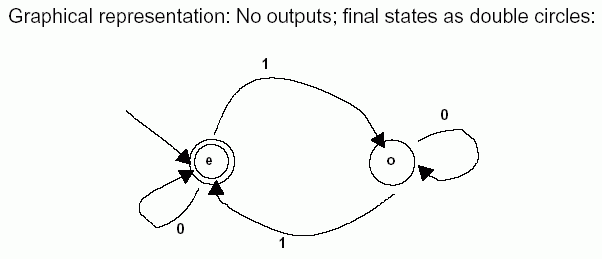 Graphical representation: No outputs; final states as double circles:
1
0
e
o
0
1